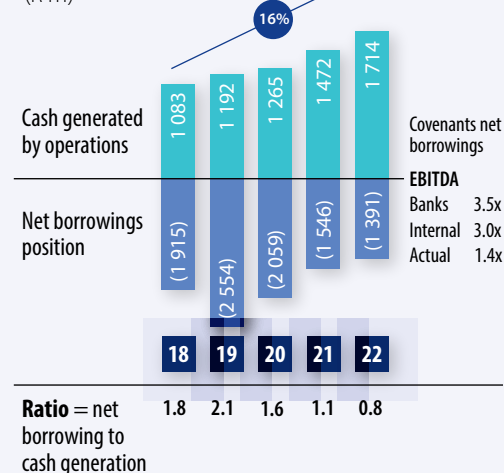 16%
Cash generated
by operations
1 083
1 192
1 265
1 472
1 714
Covenants net
borrowings
EBITDA
Banks 3.5x
Internal 3.0x
Actual 1.4x
Net borrowings
position
(1 915)
(2 554)
(2 059)
(1 546)
(1 391)
18 19 20 21 22
Ratio = net
borrowing to
cash generation
1.8 2.1 1.6 1.1 0.8